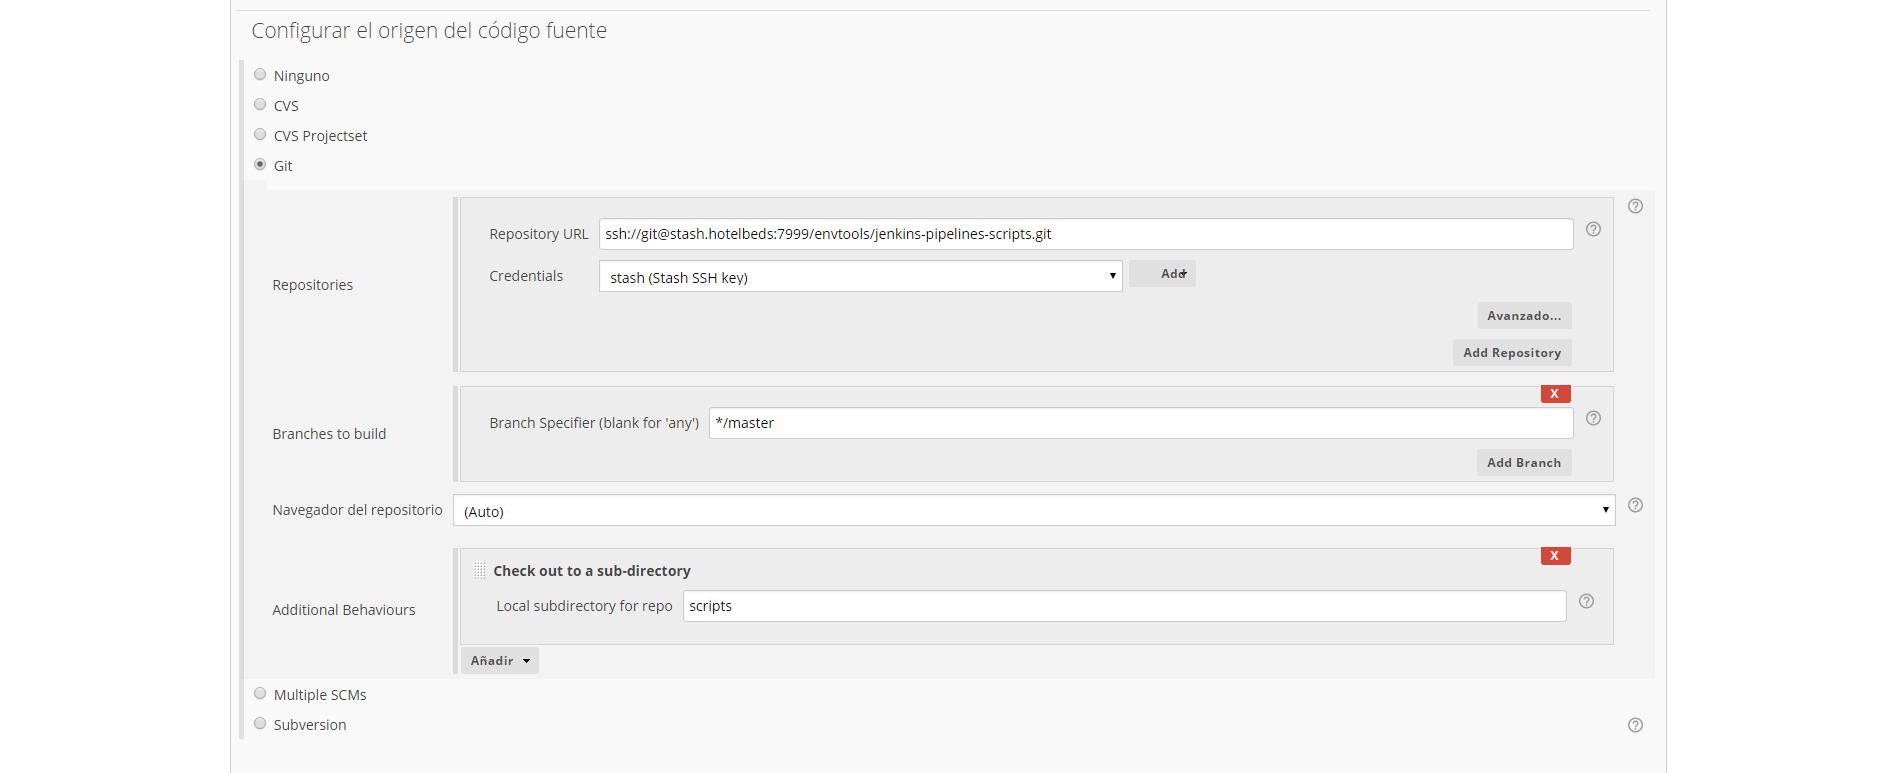 Configurar el origen del código fuente
Ninguno
CVS
CVS Projectset
Git
Repositories
Repository URL ssh://git@stash.hotelbeds:7999/envtools/jenkins-pipelines-scripts.git
Credentials stash (Stash SSH key) Add
Avanzado...
Add Repository
Branches to build
X
Branch Specifier (blank for 'any') */master
Add Branch
Navegador del repositorio (Auto)
Additional Behaviours
X
Check out to a sub-directory
Local subdirectory for repo scripts
Añadir
Multiple SCMs
Subversion